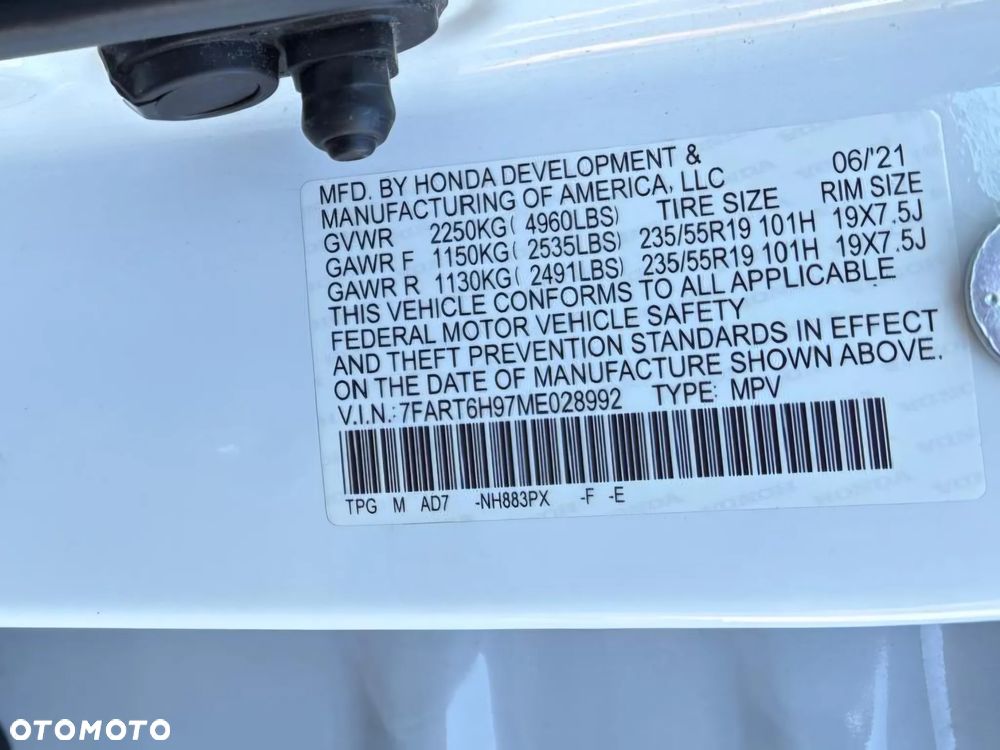 MFD. BY HONDA DEVELOPMENT & 06/'21
MANUFACTURING OF AMERICA, LLC
GVWR 2250KG( 4960LBS) TIRE SIZE RIM SIZE
GAWR F 1150KG( 2535LBS) 235/55R19 101H 19X7.5J
GAWR R 1130KG( 2491LBS) 235/55R19 101H 19X7.5J
THIS VEHICLE CONFORMS TO ALL APPLICABLE
FEDERAL MOTOR VEHICLE SAFETY
AND THEFT PREVENTION STANDARDS IN EFFECT
ON THE DATE OF MANUFACTURE SHOWN ABOVE.
V.I.N.:7FART6H97ME028992 TYPE: MPV
TPG M AD7 -NH883PX -F -E
OTOMOTO